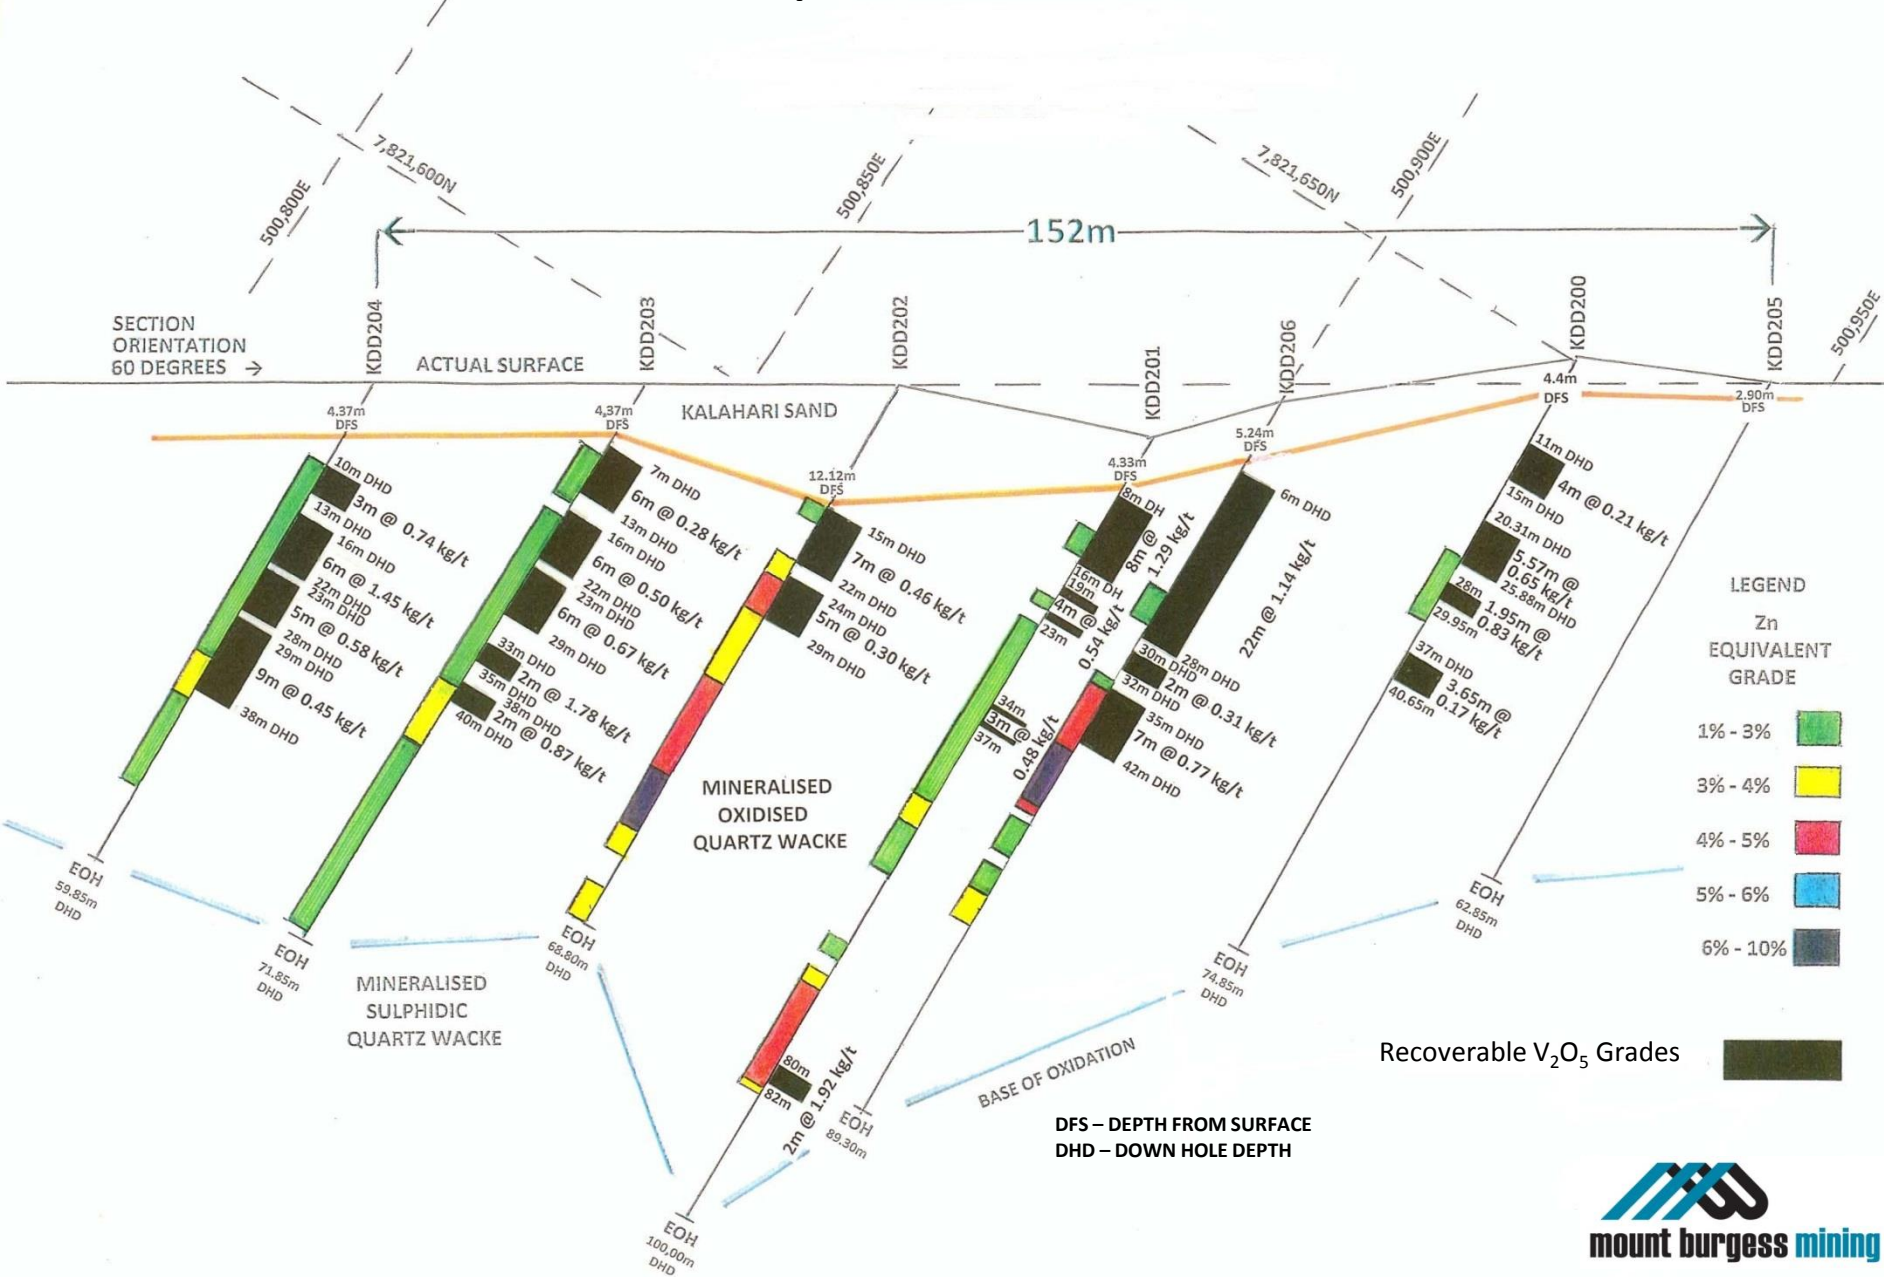 7,821,600N
500,800E
500,850E
7,821,650N
500,900E
500,950E
152m
SECTION
ORIENTATION
60 DEGREES →
ACTUAL SURFACE
KALAHARI SAND
KDD204
KDD203
KDD202
KDD201
KDD206
KDD200
KDD205
4.37m
DFS
10m DHD
3m @ 0.74 kg/t
13m DHD
16m DHD
6m @ 1.45 kg/t
22m DHD
23m DHD
5m @ 0.58 kg/t
28m DHD
29m DHD
9m @ 0.45 kg/t
38m DHD
EOH
59.85m
DHD
4,37m
DFS
7m DHD
6m @ 0.28 kg/t
13m DHD
16m DHD
6m @ 0.50 kg/t
22m DHD
23m DHD
6m @ 0.67 kg/t
29m DHD
33m DHD
2m @ 1.78 kg/t
35m DHD
38m DHD
2m @ 0.87 kg/t
40m DHD
EOH
71.85m
DHD
12.12m
DFS
15m DHD
7m @ 0.46 kg/t
22m DHD
24m DHD
5m @ 0.30 kg/t
29m DHD
EOH
68.80m
DHD
4.33m
DFS
8m DH
8m @
1.29 kg/t
16m DH
19m
4m @
0.54 kg/t
23m
34m
3m @
0.48 kg/t
37m
80m
82m
2m @ 1.92 kg/t
EOH
100,00m
DHD
5.24m
DFS
6m DHD
22m @ 1.14 kg/t
28m DHD
30m DHD
2m @ 0.31 kg/t
32m DHD
35m DHD
7m @ 0.77 kg/t
42m DHD
EOH
89.30m
4.4m
DFS
11m DHD
4m @ 0.21 kg/t
15m DHD
20.31m DHD
5.57m @
0.65 kg/t
25.88m DHD
28m
1.95m @
0.83 kg/t
29.95m
37m DHD
3.65m @
0.17 kg/t
40.65m
EOH
74.85m
DHD
2.90m
DFS
EOH
62.85m
DHD
MINERALISED
OXIDISED
QUARTZ WACKE
MINERALISED
SULPHIDIC
QUARTZ WACKE
BASE OF OXIDATION
LEGEND
Zn
EQUIVALENT
GRADE
1% - 3%
3% - 4%
4% - 5%
5% - 6%
6% - 10%
Recoverable V₂O₅ Grades
DFS – DEPTH FROM SURFACE
DHD – DOWN HOLE DEPTH
mount burgess mining